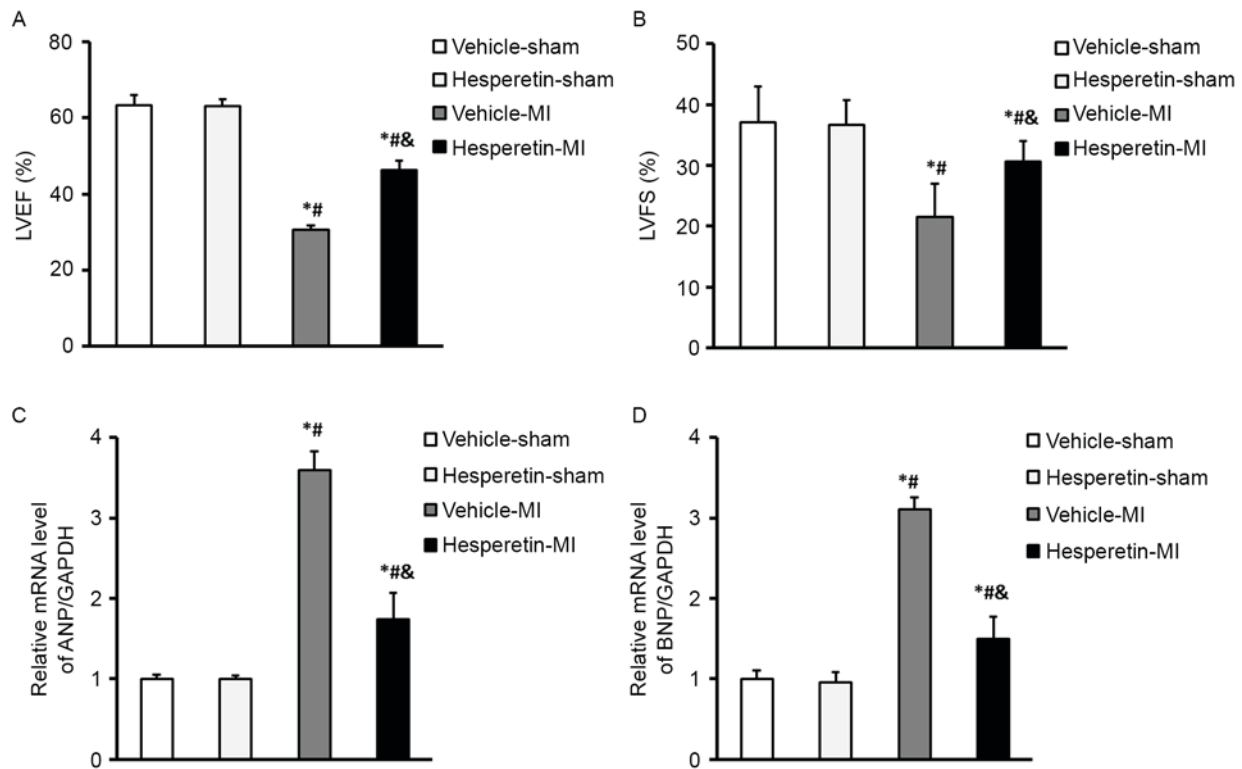 A
80
60
40
20
0
LVEF (%)
*#
*#&
Vehicle-sham
Hesperetin-sham
Vehicle-MI
Hesperetin-MI
B
50
40
30
20
10
0
LVFS (%)
*#
*#&
Vehicle-sham
Hesperetin-sham
Vehicle-MI
Hesperetin-MI
C
4
3
2
1
0
Relative mRNA level
of ANP/GAPDH
*#
*#&
Vehicle-sham
Hesperetin-sham
Vehicle-MI
Hesperetin-MI
D
4
3
2
1
0
Relative mRNA level
of BNP/GAPDH
*#
*#&
Vehicle-sham
Hesperetin-sham
Vehicle-MI
Hesperetin-MI